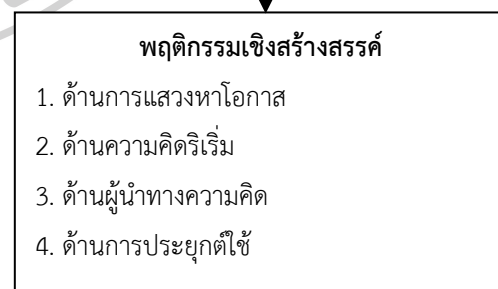 พฤติกรรมเชิงสร้างสรรค์
1. ด้านการแสวงหาโอกาส
2. ด้านความคิดริเริ่ม
3. ด้านผู้นำทางความคิด
4. ด้านการประยุกต์ใช้